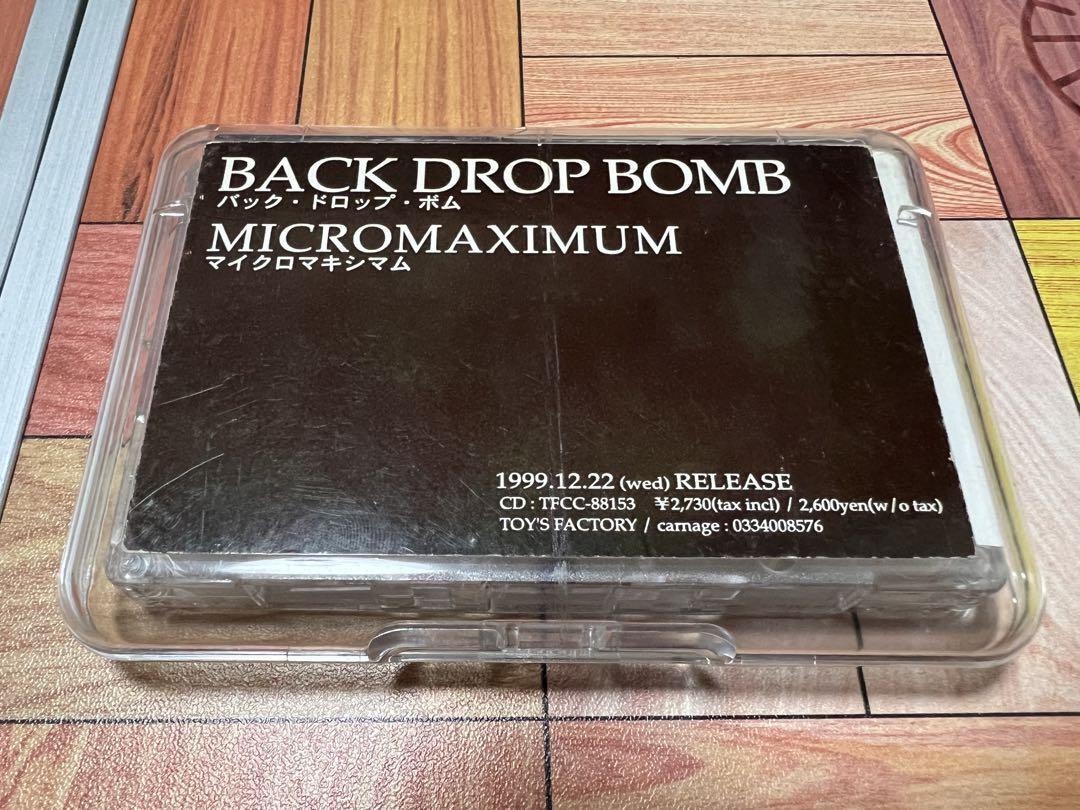 BACK DROP BOMB
バック・ドロップ・ボム
MICROMAXIMUM
マイクロマキシマム
1999.12.22 (wed) RELEASE
CD : TFCC-88153 ¥2,730(tax incl) / 2,600yen(w/o tax)
TOY'S FACTORY / carnage : 0334008576